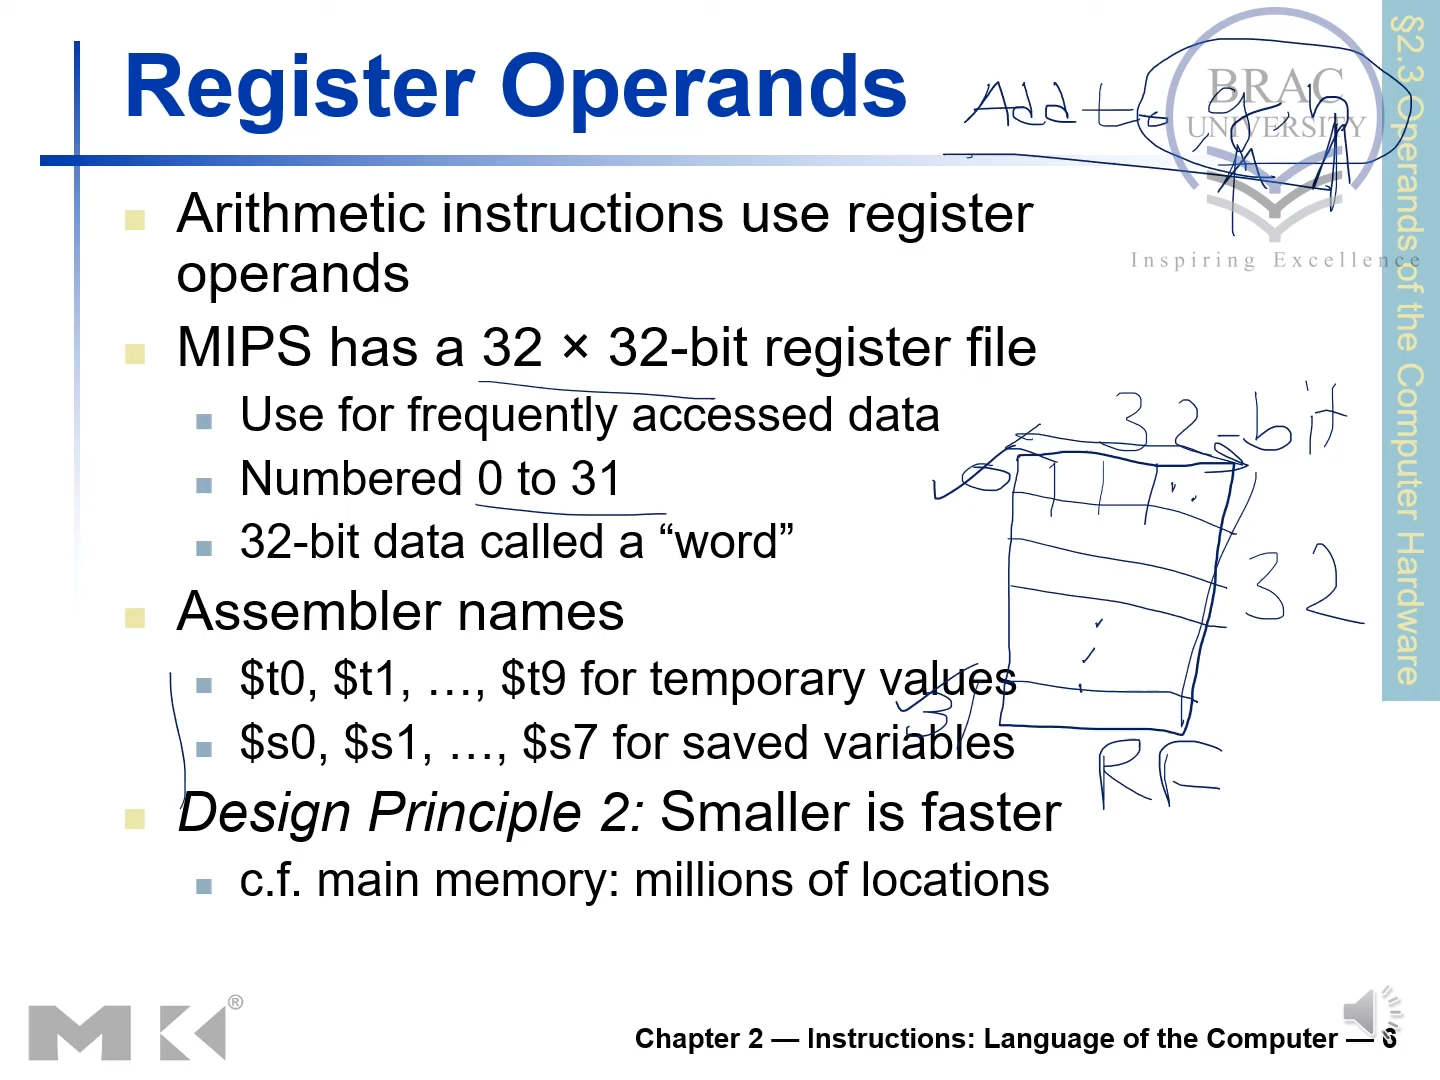 Register Operands
Add t0, g, h
BRAC
UNIVERSITY
Inspiring Excellence
§2.3 Operands of the Computer Hardware
Arithmetic instructions use register
operands
MIPS has a 32 × 32-bit register file
Use for frequently accessed data
Numbered 0 to 31
32-bit data called a “word”
Assembler names
$t0, $t1, …, $t9 for temporary values
$s0, $s1, …, $s7 for saved variables
Design Principle 2: Smaller is faster
c.f. main memory: millions of locations
32-bit
0
32
31
RF
MK®
Chapter 2 — Instructions: Language of the Computer — 6